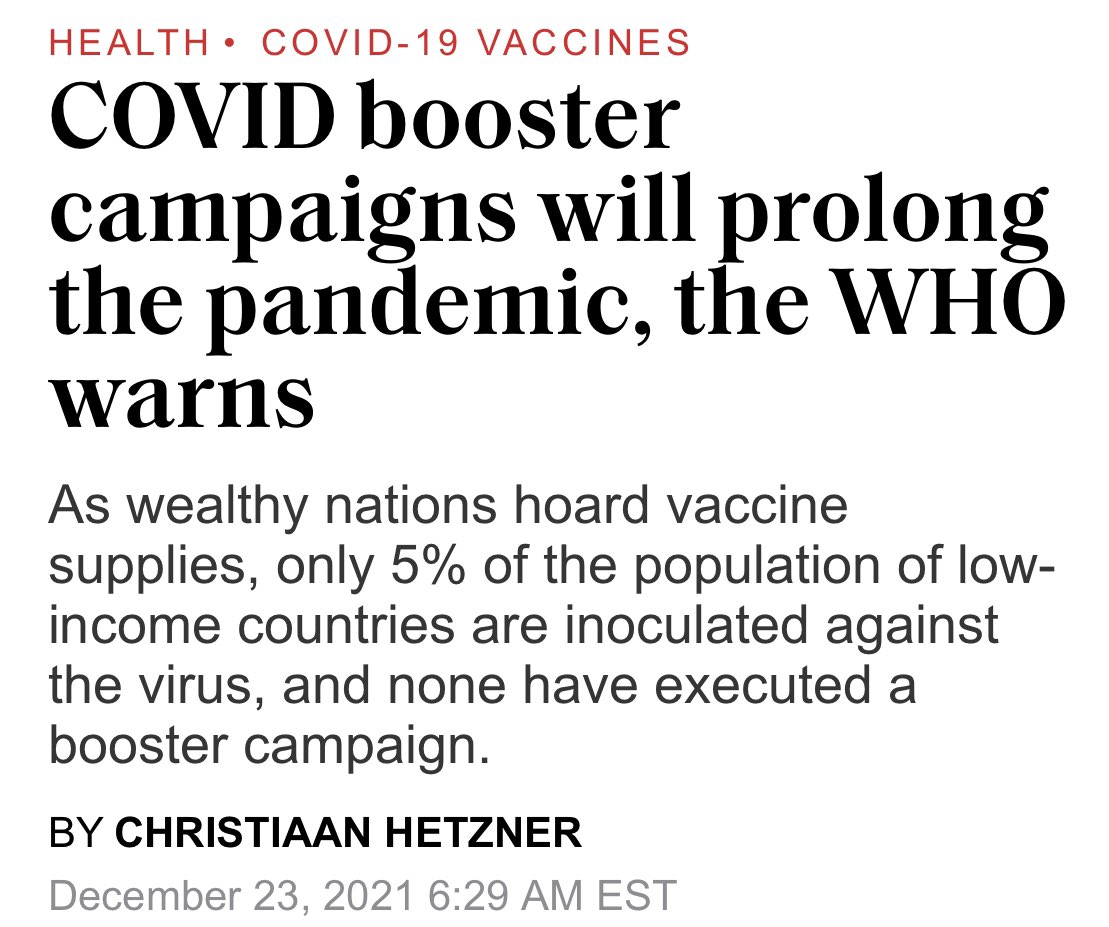 HEALTH • COVID-19 VACCINES
COVID booster
campaigns will prolong
the pandemic, the WHO
warns
As wealthy nations hoard vaccine
supplies, only 5% of the population of low-
income countries are inoculated against
the virus, and none have executed a
booster campaign.
BY CHRISTIAAN HETZNER
December 23, 2021 6:29 AM EST